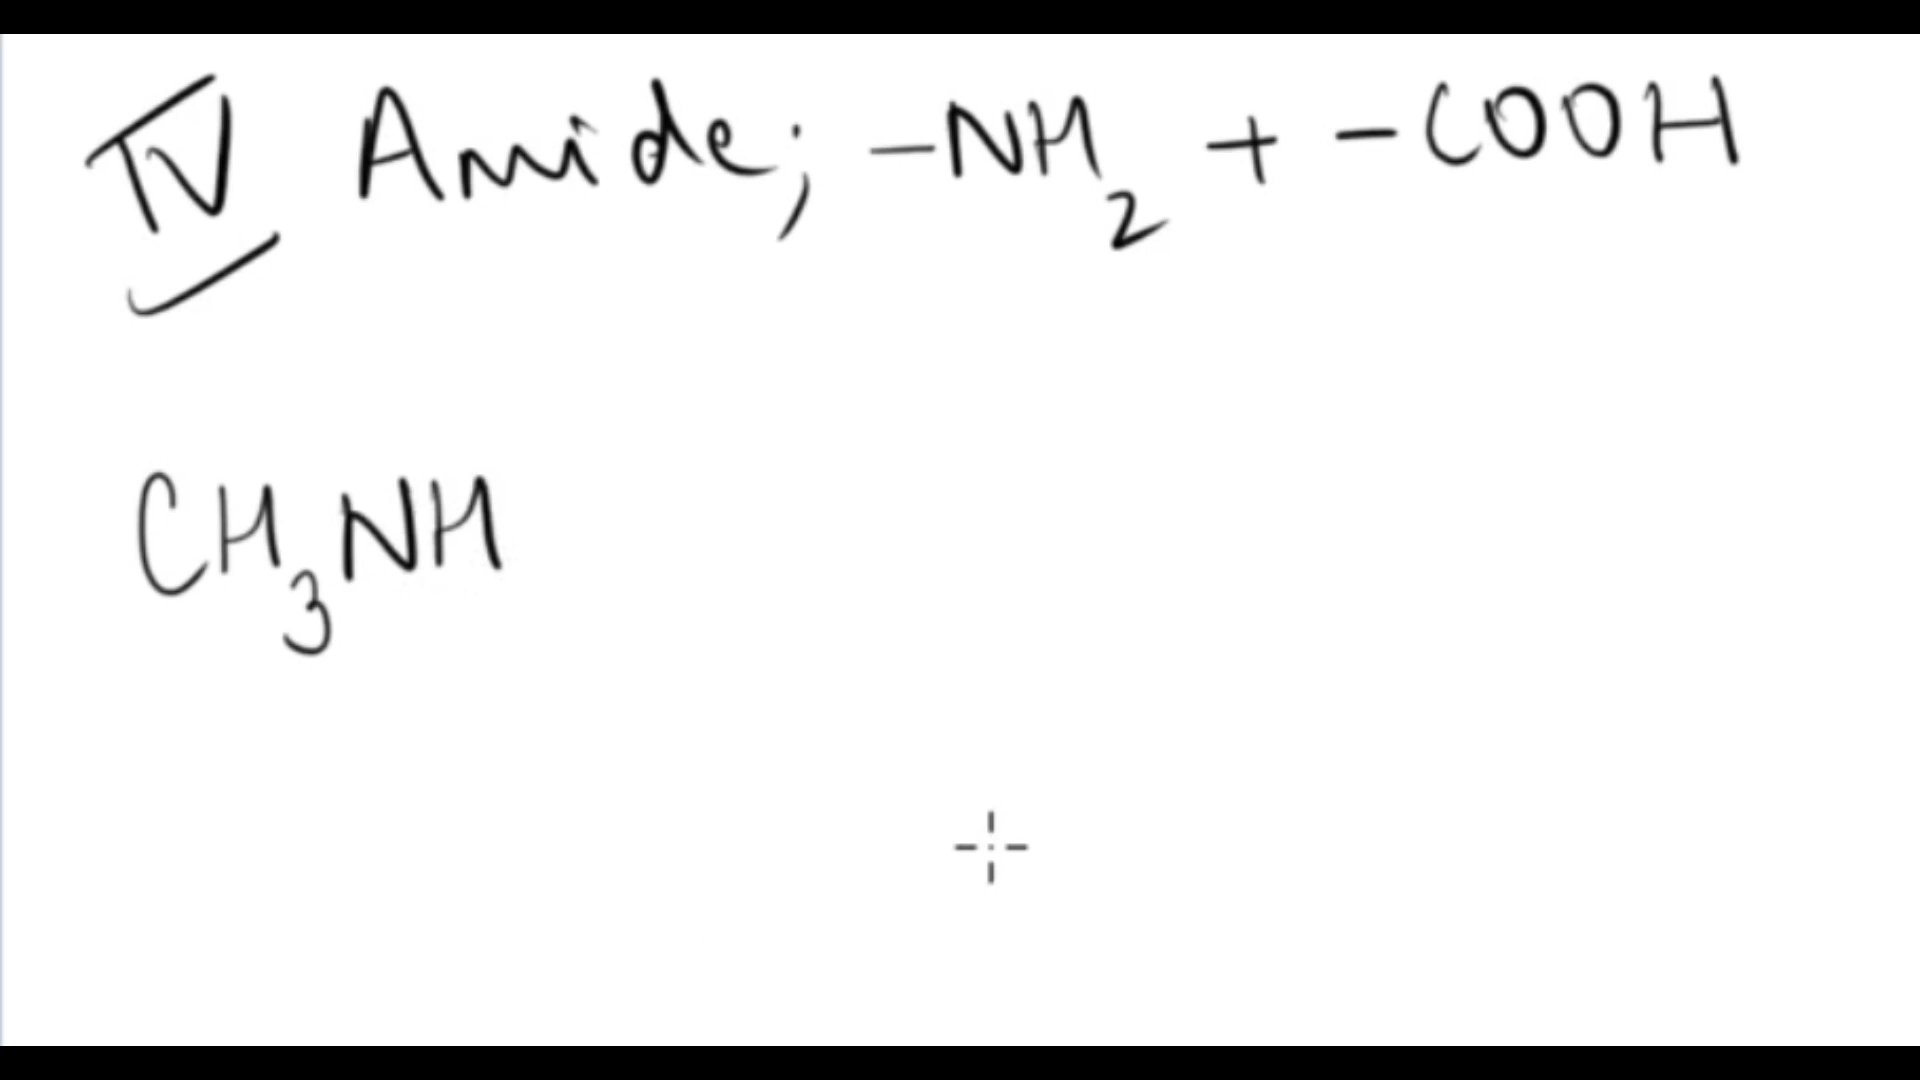 IV Amide; -NH₂ + -COOH
CH₃NH